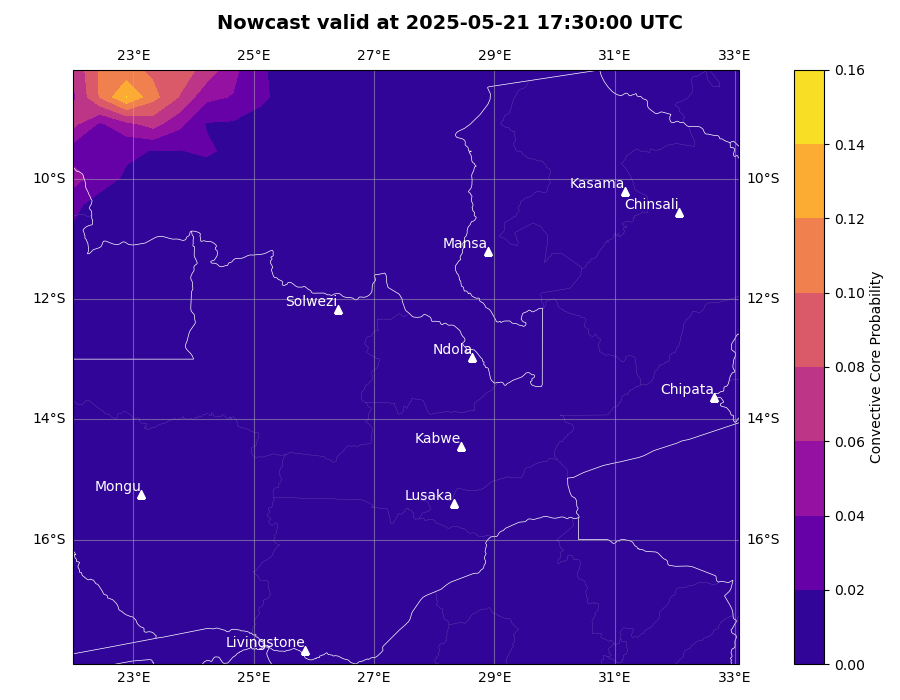 Nowcast valid at 2025-05-21 17:30:00 UTC
23°E 25°E 27°E 29°E 31°E 33°E
0.16
0.14
10°S 10°S
Kasama
Chinsali
0.12
Mansa
0.10
12°S 12°S
Solwezi
Ndola
0.08
Convective Core Probability
Chipata
14°S 14°S
0.06
Kabwe
Mongu
Lusaka
0.04
16°S 16°S
0.02
Livingstone
0.00
23°E 25°E 27°E 29°E 31°E 33°E